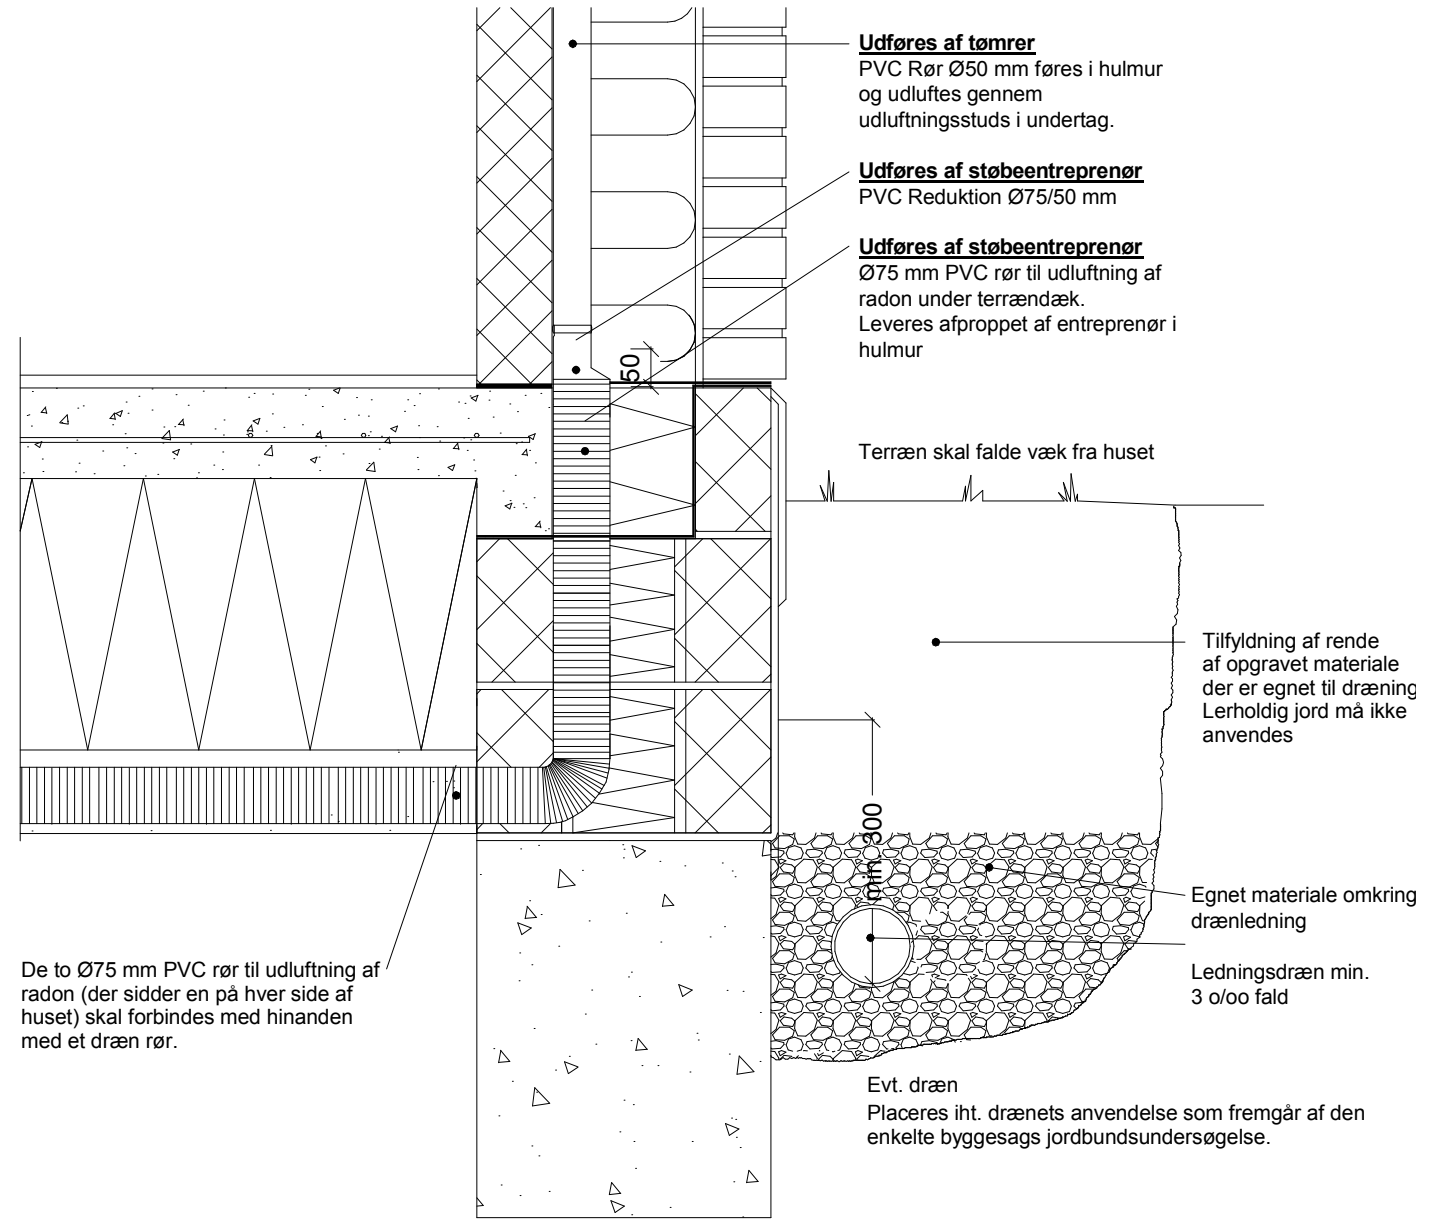 Udføres af tømrer
PVC Rør Ø50 mm føres i hulmur
og udluftes gennem
udluftningsstuds i undertag.
Udføres af støbeentreprenør
PVC Reduktion Ø75/50 mm
Udføres af støbeentreprenør
Ø75 mm PVC rør til udluftning af
radon under terrændæk.
Leveres afproppet af entreprenør i
hulmur
50
Terræn skal falde væk fra huset
Tilfyldning af rende
af opgravet materiale
der er egnet til dræning
Lerholdig jord må ikke
anvendes
min. 300
Egnet materiale omkring
drænledning
Ledningsdræn min.
3 o/oo fald
De to Ø75 mm PVC rør til udluftning af
radon (der sidder en på hver side af
huset) skal forbindes med hinanden
med et dræn rør.
Evt. dræn
Placeres iht. drænets anvendelse som fremgår af den
enkelte byggesags jordbundsundersøgelse.